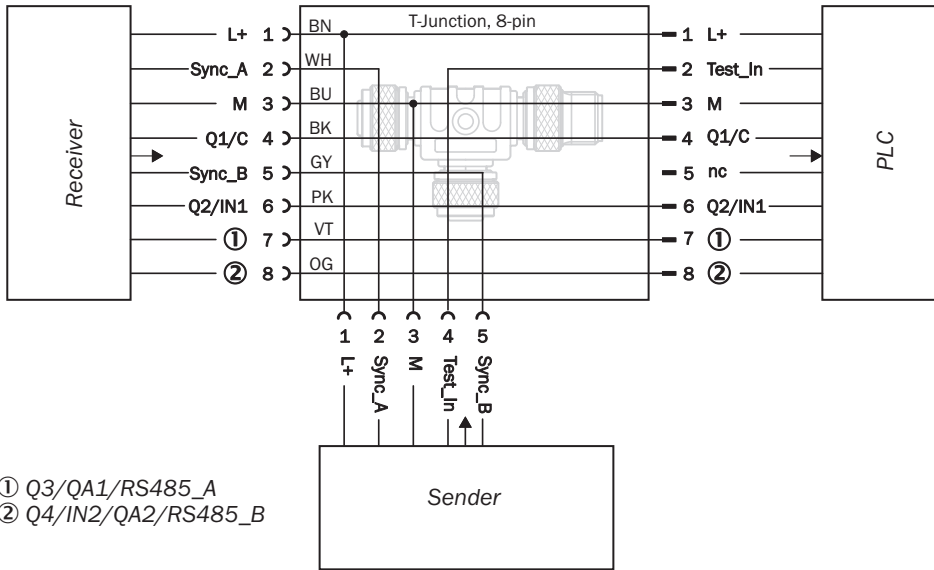 T-Junction, 8-pin
Receiver
L+ 1 BN 1 L+
Sync_A 2 WH 2 Test_In
M 3 BU 3 M
Q1/C 4 BK 4 Q1/C
Sync_B 5 GY 5 nc
Q2/IN1 6 PK 6 Q2/IN1
① 7 VT 7 ①
② 8 OG 8 ②
PLC
1 2 3 4 5
L+ Sync_A M Test_In Sync_B
Sender
① Q3/QA1/RS485_A
② Q4/IN2/QA2/RS485_B